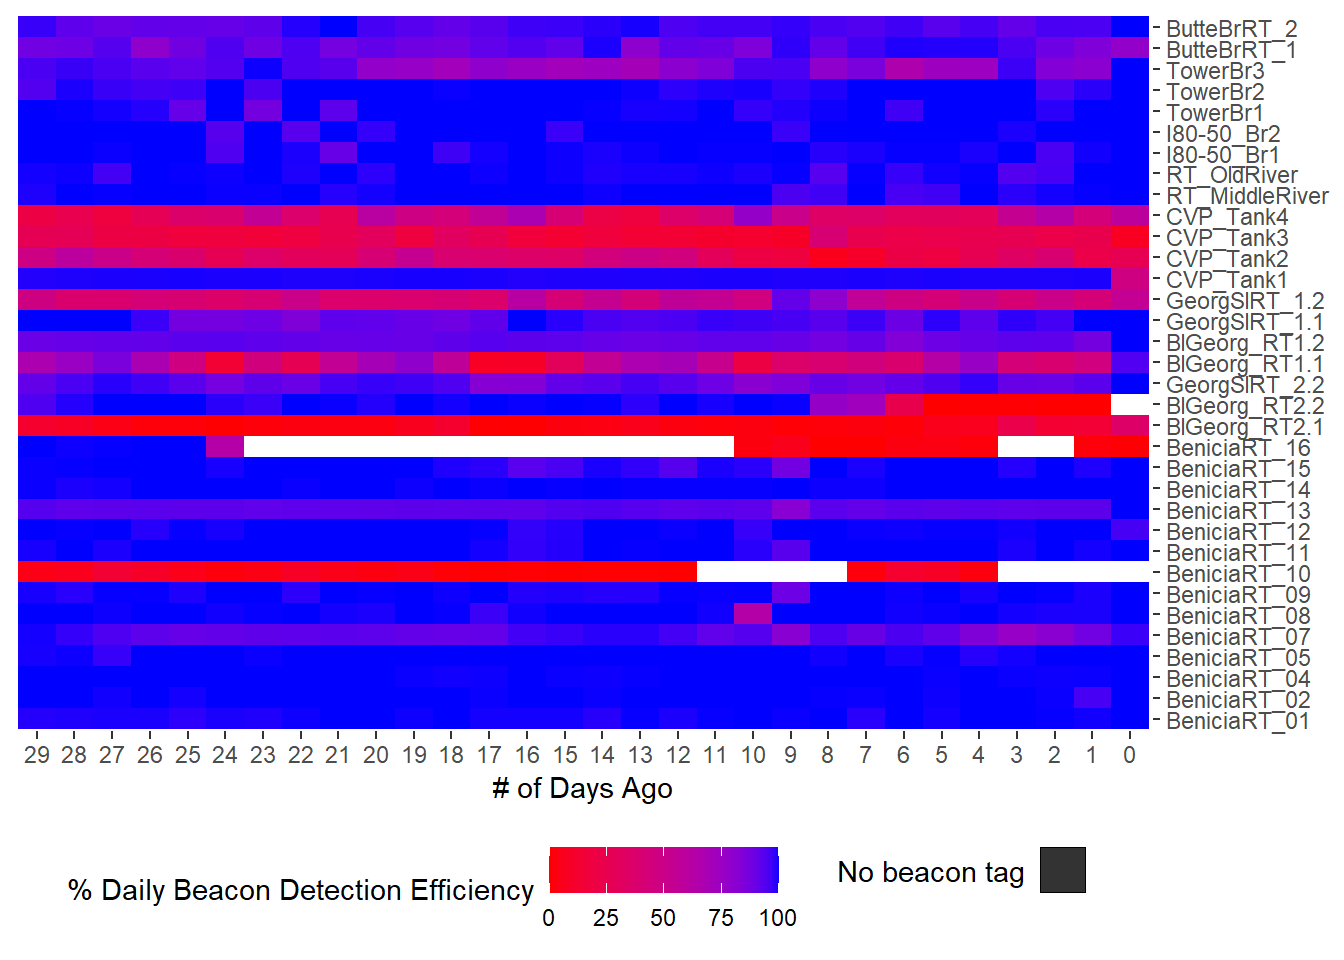 ButteBrRT_2
ButteBrRT_1
TowerBr3
TowerBr2
TowerBr1
I80-50_Br2
I80-50_Br1
RT_OldRiver
RT_MiddleRiver
CVP_Tank4
CVP_Tank3
CVP_Tank2
CVP_Tank1
GeorgSlRT_1.2
GeorgSlRT_1.1
BlGeorg_RT1.2
BlGeorg_RT1.1
GeorgSlRT_2.2
BlGeorg_RT2.2
BlGeorg_RT2.1
BeniciaRT_16
BeniciaRT_15
BeniciaRT_14
BeniciaRT_13
BeniciaRT_12
BeniciaRT_11
BeniciaRT_10
BeniciaRT_09
BeniciaRT_08
BeniciaRT_07
BeniciaRT_05
BeniciaRT_04
BeniciaRT_02
BeniciaRT_01
29 28 27 26 25 24 23 22 21 20 19 18 17 16 15 14 13 12 11 10 9 8 7 6 5 4 3 2 1 0
# of Days Ago
% Daily Beacon Detection Efficiency
0 25 50 75 100
No beacon tag